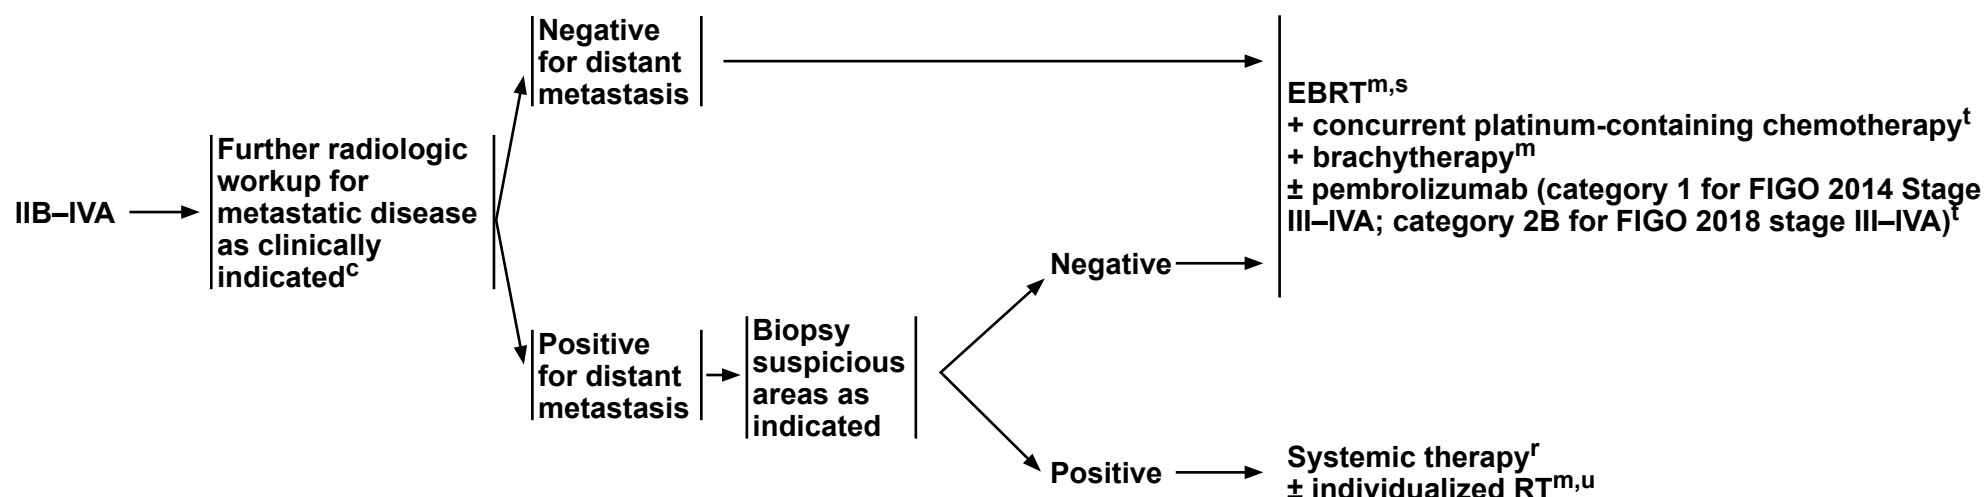 IIB–IVA
Further radiologic
workup for
metastatic disease
as clinically
indicatedc
Negative
for distant
metastasis
Positive
for distant
metastasis
Biopsy
suspicious
areas as
indicated
Negative
Positive
EBRTm,s
+ concurrent platinum-containing chemotherapyt
+ brachytherapym
± pembrolizumab (category 1 for FIGO 2014 Stage
III–IVA; category 2B for FIGO 2018 stage III–IVA)t
Systemic therapyr
± individualized RTm,u